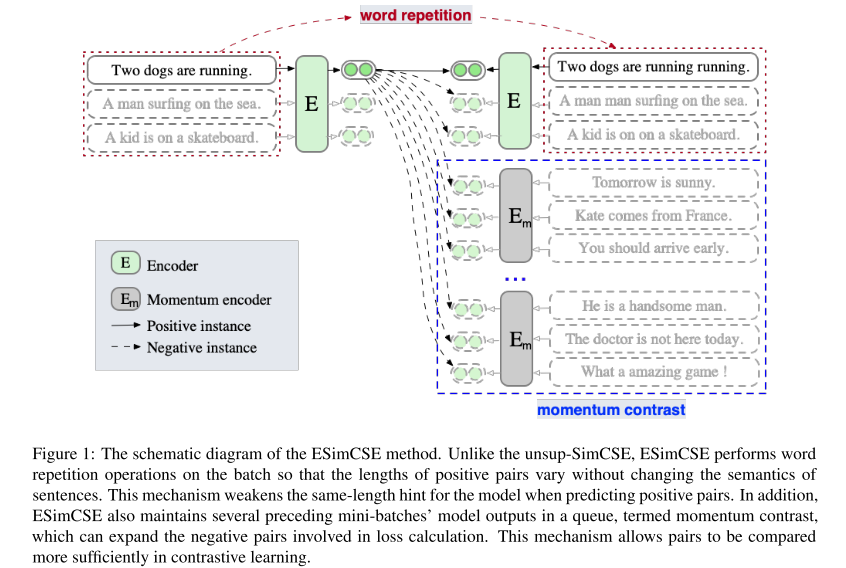 word repetition
Two dogs are running.
A man surfing on the sea.
A kid is on a skateboard.
E
E
Two dogs are running running.
A man man surfing on the sea.
A kid is on on a skateboard.
Tomorrow is sunny.
Kate comes from France.
You should arrive early.
Em
...
He is a handsome man.
The doctor is not here today.
What a amazing game !
Em
momentum contrast
E Encoder
Em Momentum encoder
Positive instance
Negative instance
Figure 1: The schematic diagram of the ESimCSE method. Unlike the unsup-SimCSE, ESimCSE performs word
repetition operations on the batch so that the lengths of positive pairs vary without changing the semantics of
sentences. This mechanism weakens the same-length hint for the model when predicting positive pairs. In addition,
ESimCSE also maintains several preceding mini-batches’ model outputs in a queue, termed momentum contrast,
which can expand the negative pairs involved in loss calculation. This mechanism allows pairs to be compared
more sufficiently in contrastive learning.